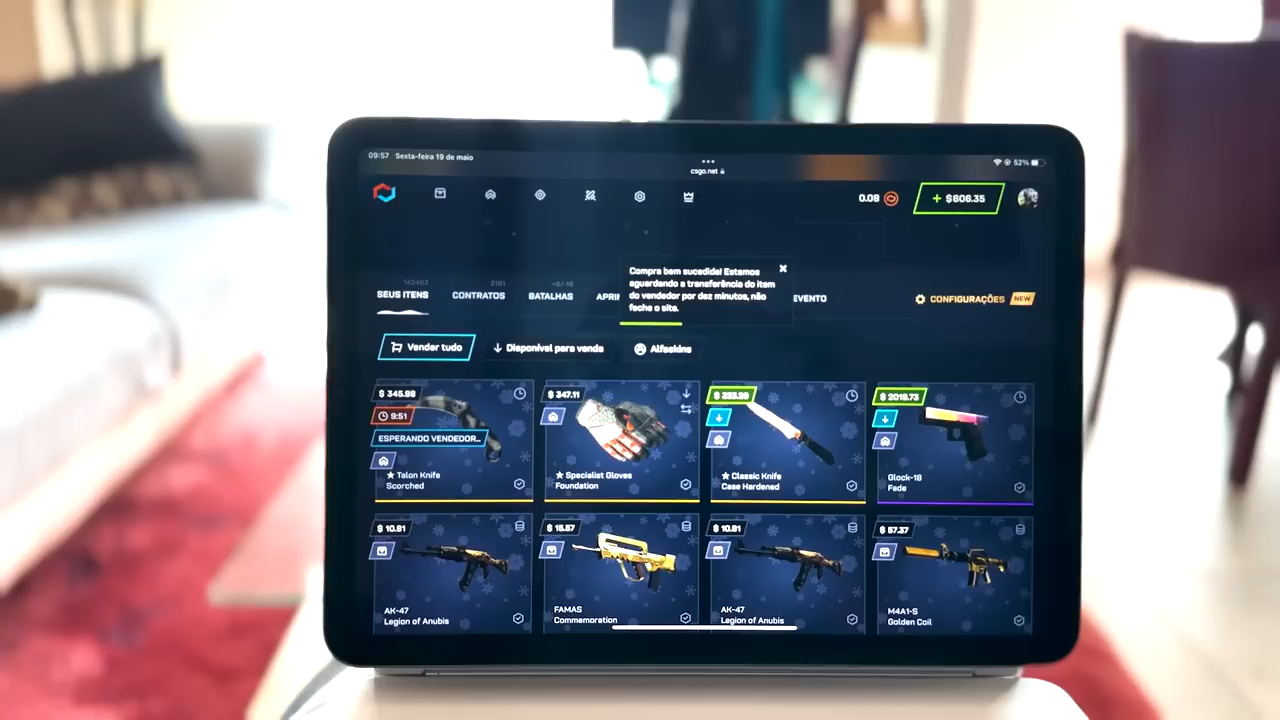 09:57 Sexta-feira 19 de maio
csgo.net
52%
0.08
+ $606.35
Compra bem sucedida! Estamos
aguardando a transferência do item
do vendedor por dez minutos, não
feche o site.
142463
3181
SEUS ITENS
CONTRATOS
BATALHAS
EVENTO
CONFIGURAÇÕES NEW
Vender tudo
Disponível para venda
Alfaskins
$ 345.98
9:51
ESPERANDO VENDEDOR...
★ Talon Knife
Scorched
$ 347.11
★ Specialist Gloves
Foundation
★ Classic Knife
Case Hardened
$ 2018.73
Glock-18
Fade
$ 10.81
AK-47
Legion of Anubis
$ 15.57
FAMAS
Commemoration
$ 10.81
AK-47
Legion of Anubis
$ 57.37
M4A1-S
Golden Coil